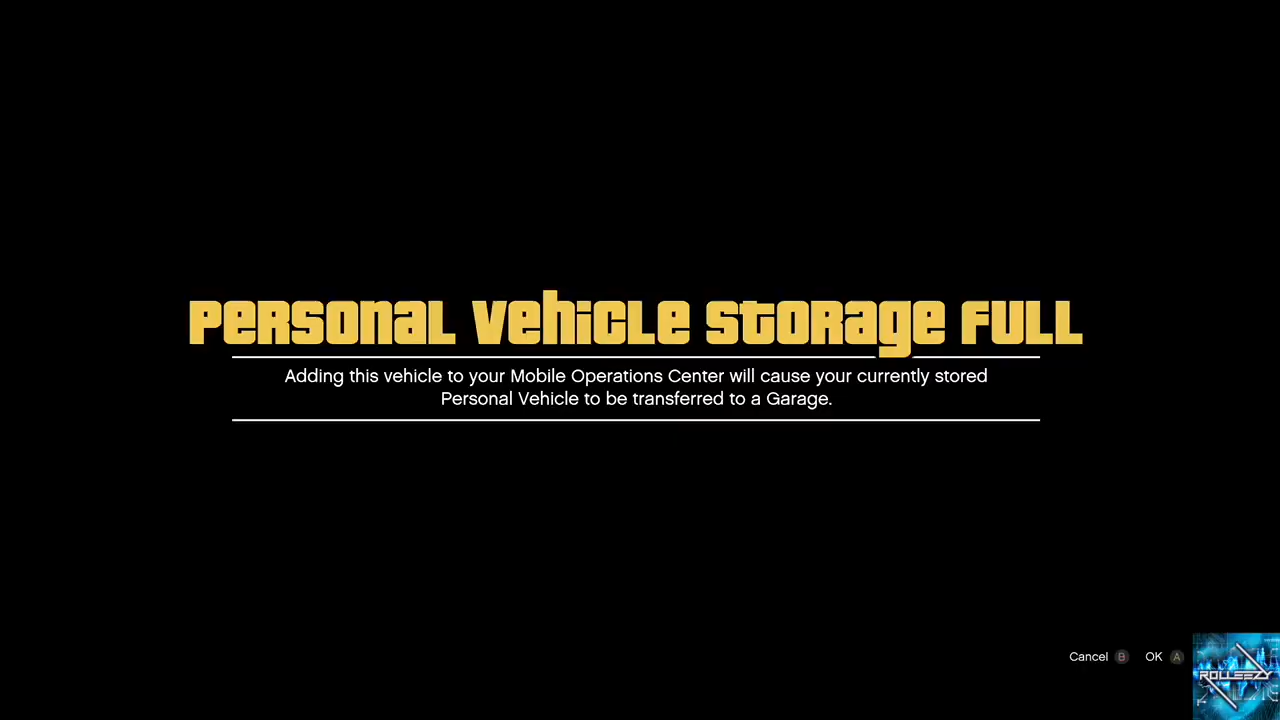 PERSONAL VEHICLE STORAGE FULL
Adding this vehicle to your Mobile Operations Center will cause your currently stored
Personal Vehicle to be transferred to a Garage.
Cancel B OK A
ROLLEEZY